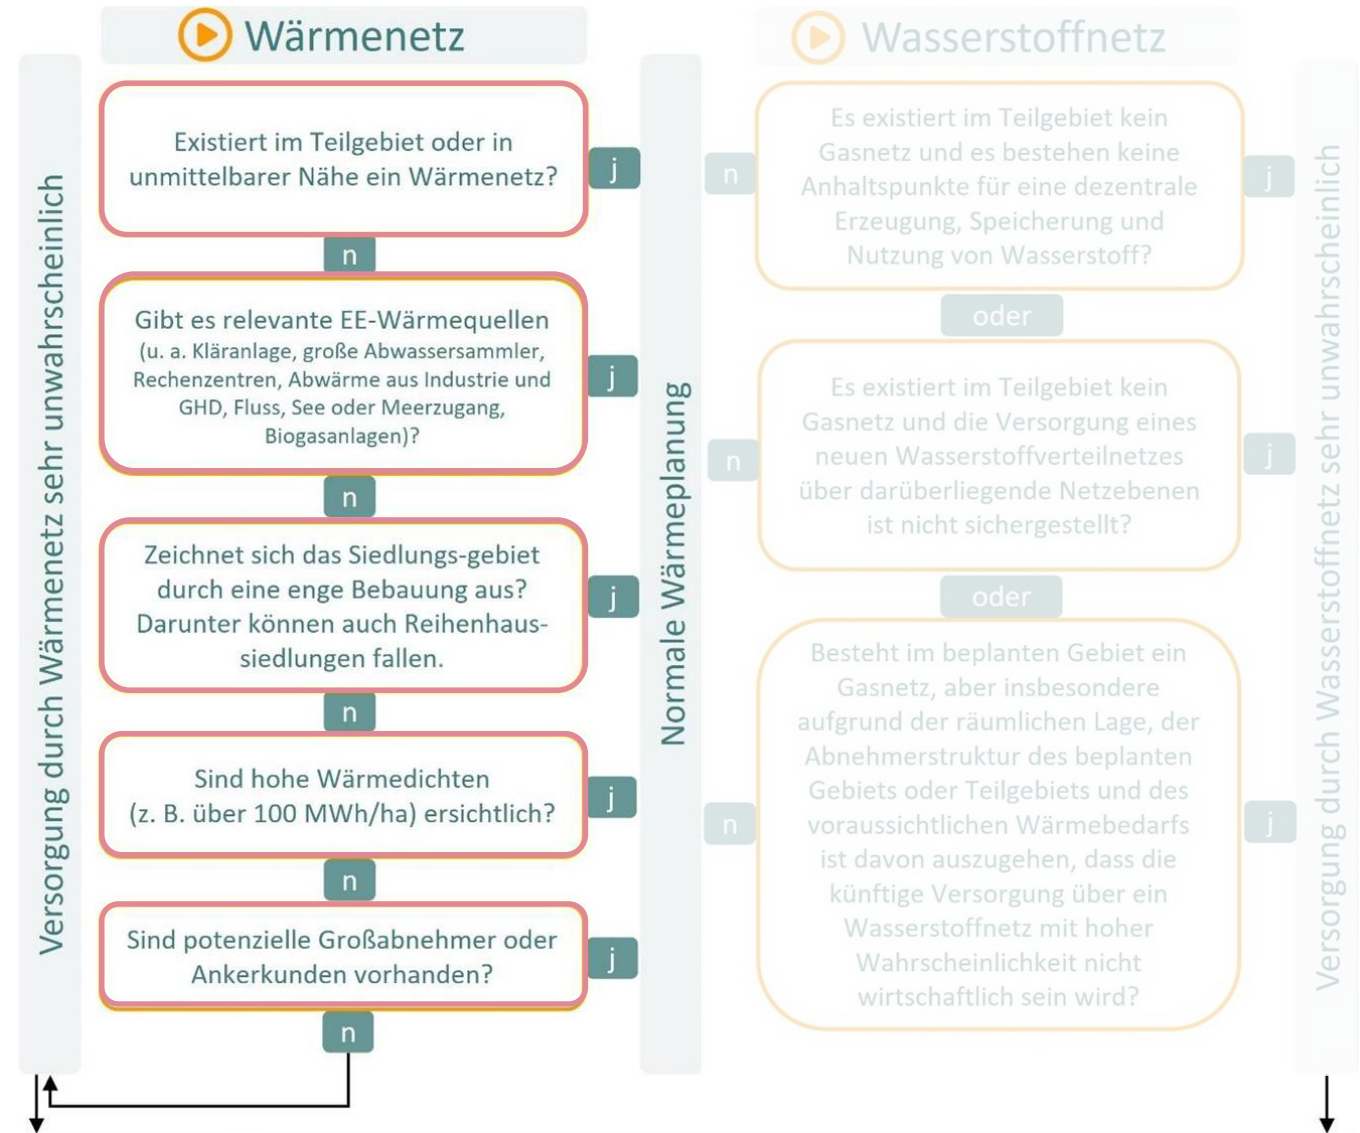 Wärmenetz
Versorgung durch Wärmenetz sehr unwahrscheinlich
Existiert im Teilgebiet oder in
unmittelbarer Nähe ein Wärmenetz?
j
n
Gibt es relevante EE-Wärmequellen
(u. a. Kläranlage, große Abwassersammler,
Rechenzentren, Abwärme aus Industrie und
GHD, Fluss, See oder Meerzugang,
Biogasanlagen)?
j
n
Zeichnet sich das Siedlungs-gebiet
durch eine enge Bebauung aus?
Darunter können auch Reihenhaus-
siedlungen fallen.
j
n
Sind hohe Wärmedichten
(z. B. über 100 MWh/ha) ersichtlich?
j
n
Sind potenzielle Großabnehmer oder
Ankerkunden vorhanden?
j
n
Normale Wärmeplanung
Wasserstoffnetz
n
Es existiert im Teilgebiet kein
Gasnetz und es bestehen keine
Anhaltspunkte für eine dezentrale
Erzeugung, Speicherung und
Nutzung von Wasserstoff?
j
oder
n
Es existiert im Teilgebiet kein
Gasnetz und die Versorgung eines
neuen Wasserstoffverteilnetzes
über darüberliegende Netzebenen
ist nicht sichergestellt?
j
oder
n
Besteht im beplanten Gebiet ein
Gasnetz, aber insbesondere
aufgrund der räumlichen Lage, der
Abnehmerstruktur des beplanten
Gebiets oder Teilgebiets und des
voraussichtlichen Wärmebedarfs
ist davon auszugehen, dass die
künftige Versorgung über ein
Wasserstoffnetz mit hoher
Wahrscheinlichkeit nicht
wirtschaftlich sein wird?
j
Versorgung durch Wasserstoffnetz sehr unwahrscheinlich